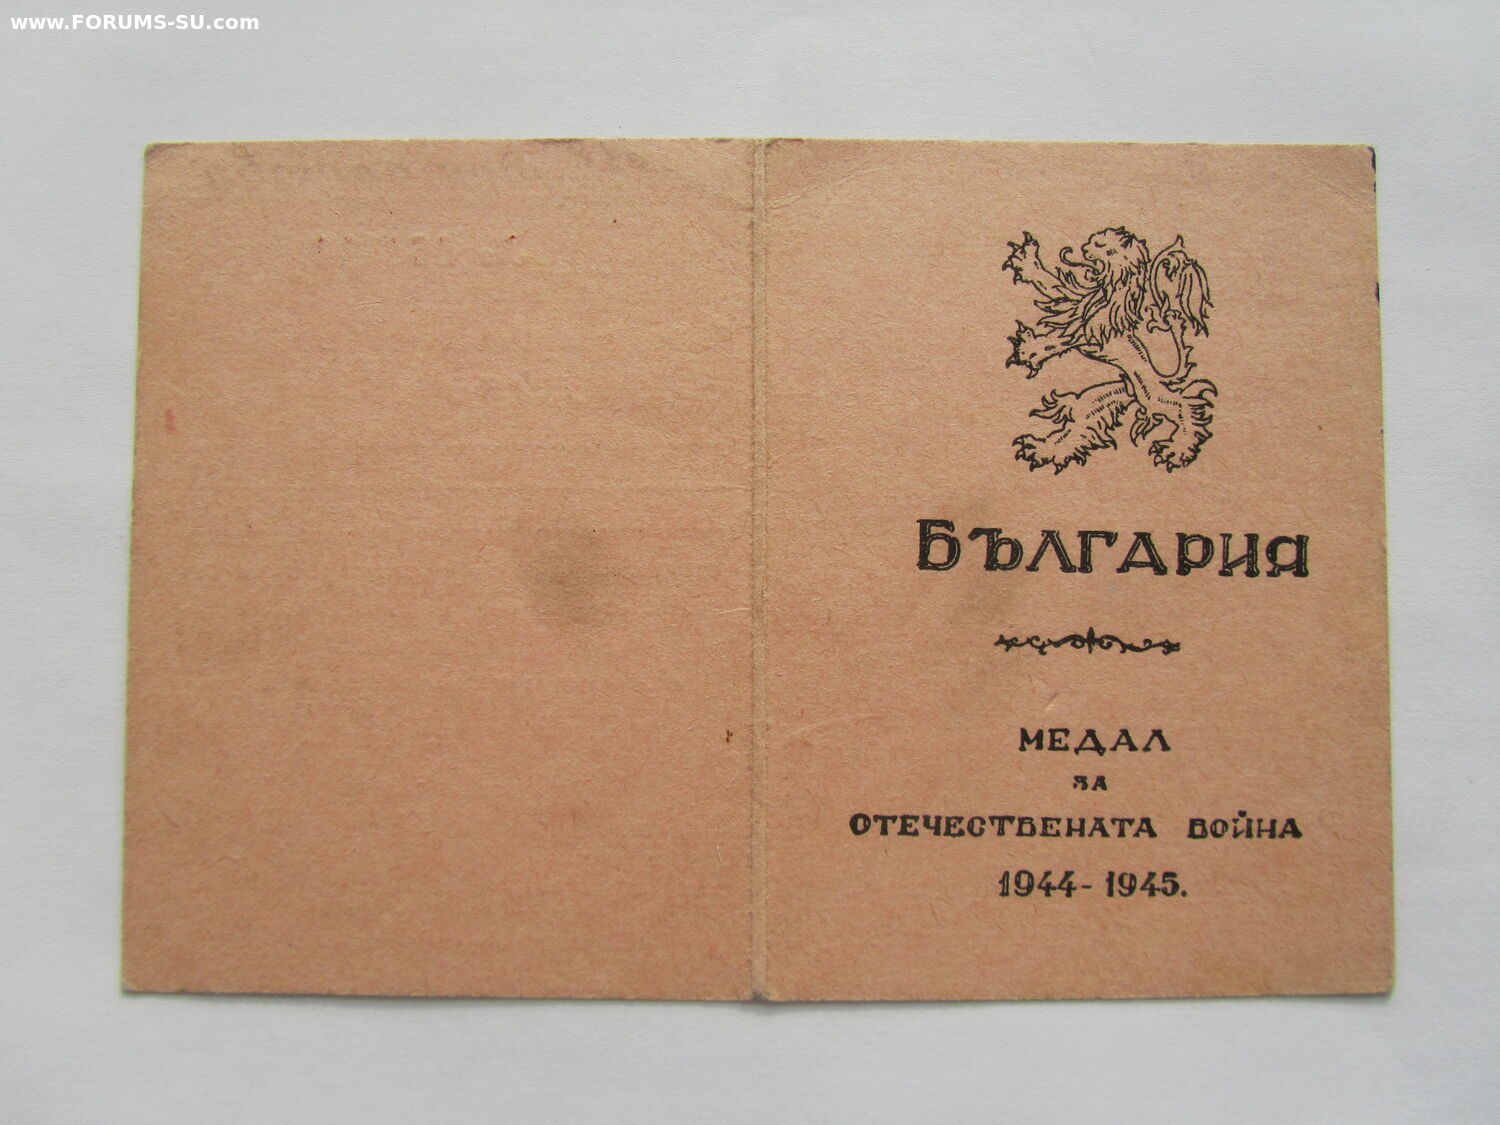 www.FORUMS-SU.com
БЪЛГАРИЯ
МЕДАЛ
ЗА
ОТЕЧЕСТВЕНАТА ВОЙНА
1944-1945.